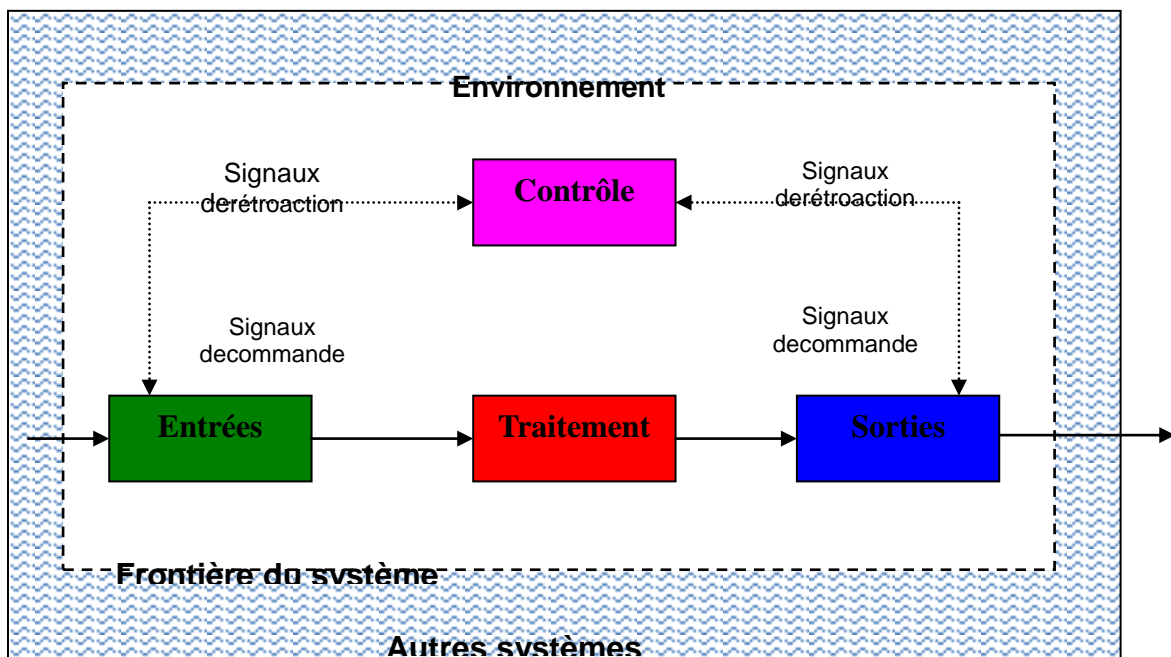 Environnement
Signaux
derétroaction
Contrôle
Signaux
derétroaction
Signaux
decommande
Signaux
decommande
Entrées
Traitement
Sorties
Frontière du système
Autres systèmes